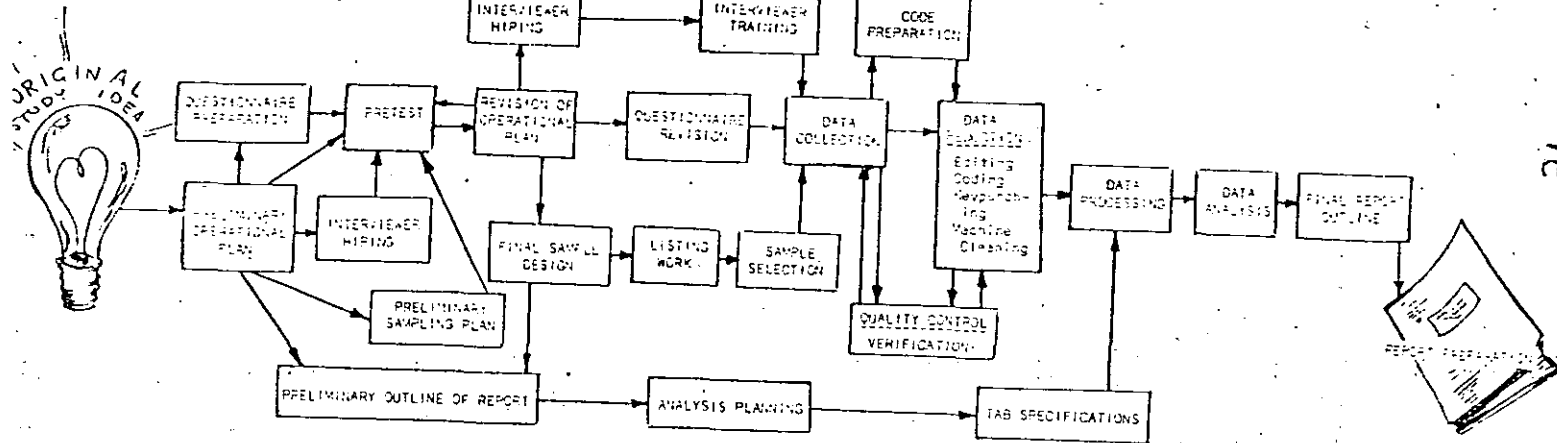 INTERVIEWER
HIRING
INTERVIEWER
TRAINING
CODE
PREPARATION
ORIGINAL
STUDY IDEA
QUESTIONNAIRE
PREPARATION
PRETEST
REVISION OF
OPERATIONAL
PLAN
QUESTIONNAIRE
REVISION
DATA
COLLECTION
DATA
Editing
Coding
Keypunch-
ing
Machine
Cleaning
PRELIMINARY
OPERATIONAL
PLAN
INTERVIEWER
HIRING
FINAL SAMPLE
DESIGN
LISTING
WORK
SAMPLE
SELECTION
DATA
PROCESSING
DATA
ANALYSIS
FINAL REPORT
OUTLINE
PRELIMINARY
SAMPLING PLAN
QUALITY CONTROL
VERIFICATION
REPORT PREPARATION
PRELIMINARY OUTLINE OF REPORT
ANALYSIS PLANNING
TAB SPECIFICATIONS